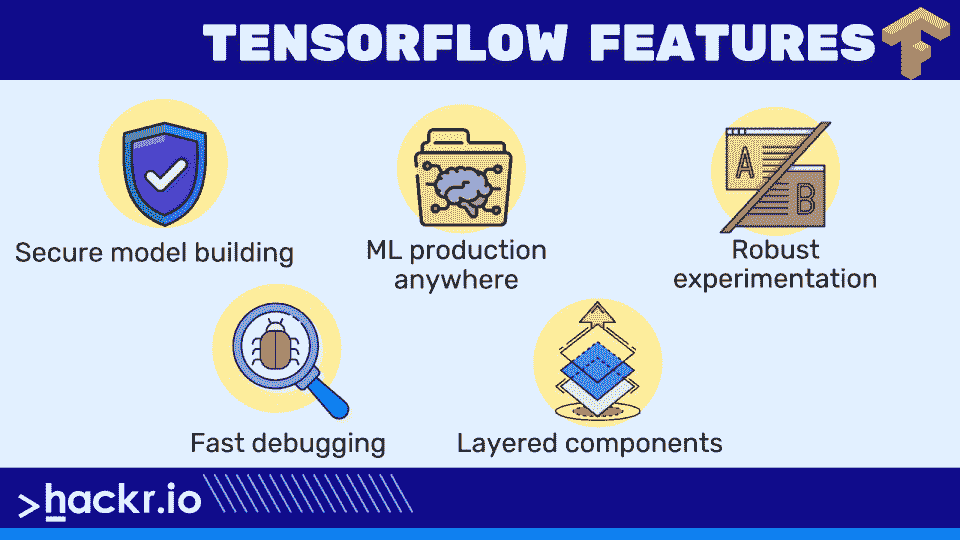 TENSORFLOW FEATURES
Secure model building
ML production
anywhere
A
B
Robust
experimentation
Fast debugging
Layered components
>hackr.io